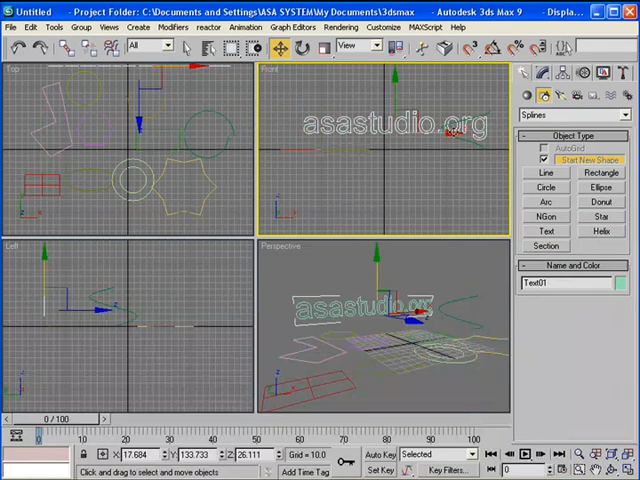 Untitled - Project Folder: C:\Documents and Settings\ASA SYSTEM\My Documents\3dsmax - Autodesk 3ds Max 9 - Displa...
File Edit Tools Group Views Create Modifiers reactor Animation Graph Editors Rendering Customize MAXScript Help
All View
Top Front
asastudio.org
Left Perspective
asastudio.org
Splines
Object Type
AutoGrid
Start New Shape
Line Rectangle
Circle Ellipse
Arc Donut
NGon Star
Text Helix
Section
Name and Color
Text01
0 / 100
0 10 20 30 40 50 60 70 80 90 100
X: 17.684 Y: 133.733 Z: 26.111 Grid = 10.0 Auto Key Selected
Click and drag to select and move objects Add Time Tag Set Key Key Filters... 0